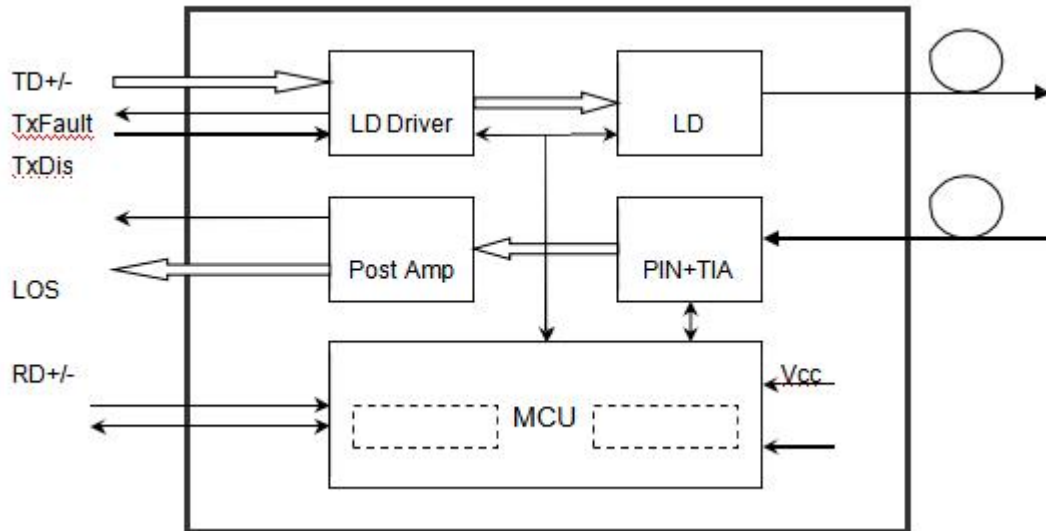 TD+/-
LD Driver
LD
TxFault
TxDis
Post Amp
PIN+TIA
LOS
RD+/-
Vcc
MCU